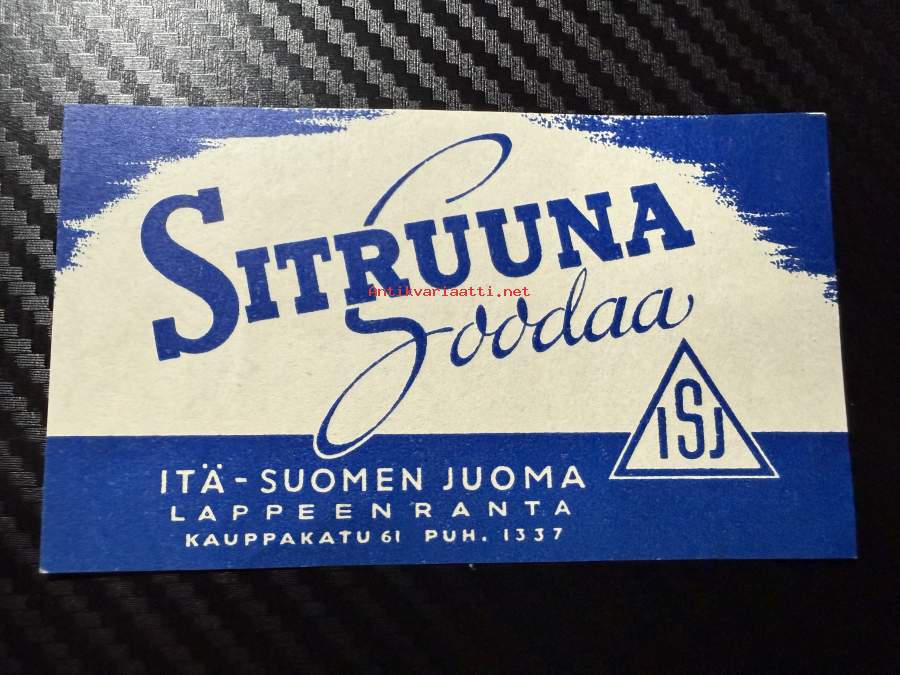 SITRUUNA
Antikvariaatti.net
Soodaa
ISJ
ITÄ-SUOMEN JUOMA
LAPPEENRANTA
KAUPPAKATU 61 PUH. 1337